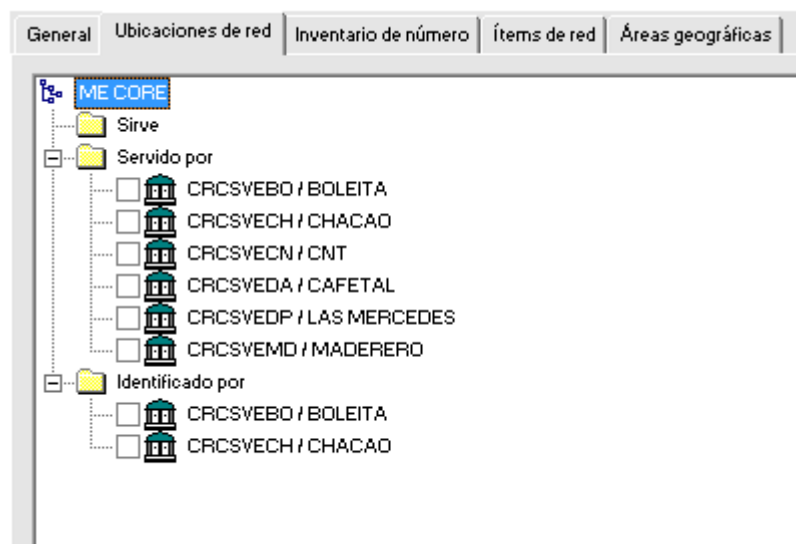 General Ubicaciones de red Inventario de número Ítems de red Áreas geográficas
ME CORE
Sirve
Servido por
CRCSVEBO / BOLEITA
CRCSVECH / CHACAO
CRCSVECN / CNT
CRCSVEDA / CAFETAL
CRCSVEDP / LAS MERCEDES
CRCSVEMD / MADERERO
Identificado por
CRCSVEBO / BOLEITA
CRCSVECH / CHACAO